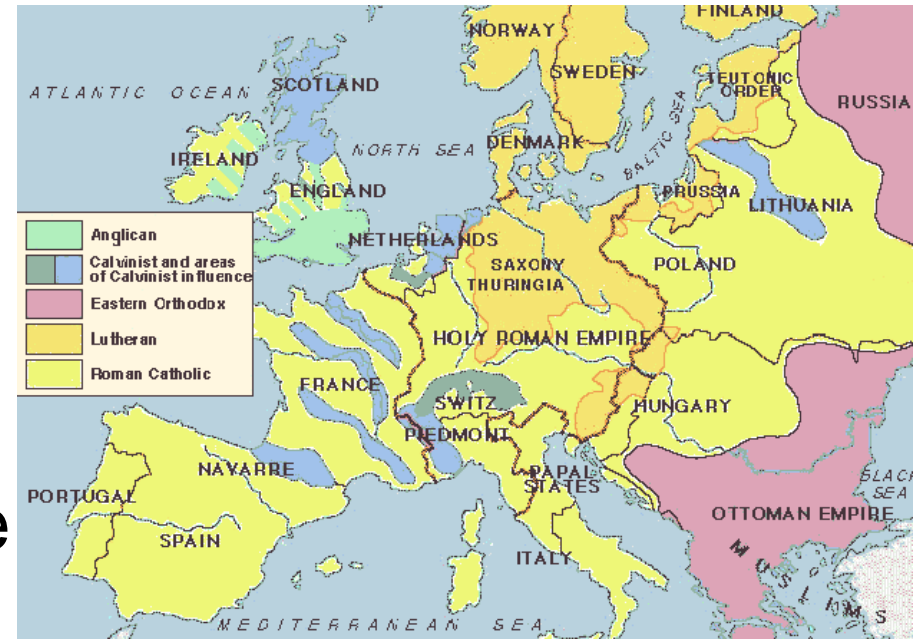 FINLAND
NORWAY
SWEDEN
TEUTONIC
ORDER
RUSSIA
SCOTLAND
ATLANTIC OCEAN
NORTH SEA
DENMARK
BALTIC SEA
IRELAND
ENGLAND
PRUSSIA
LITHUANIA
NETHERLANDS
SAXONY
THURINGIA
POLAND
Anglican
Calvinist and areas
of Calvinist influence
Eastern Orthodox
Lutheran
Roman Catholic
HOLY ROMAN EMPIRE
FRANCE
SWITZ.
HUNGARY
PIEDMONT
NAVARRE
PAPAL
STATES
BLACK
SEA
PORTUGAL
SPAIN
ITALY
OTTOMAN EMPIRE
MOSLEMS
MEDITERRANEAN SEA
e